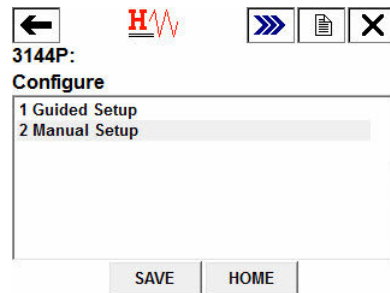 H
3144P:
Configure
1 Guided Setup
2 Manual Setup
SAVE HOME